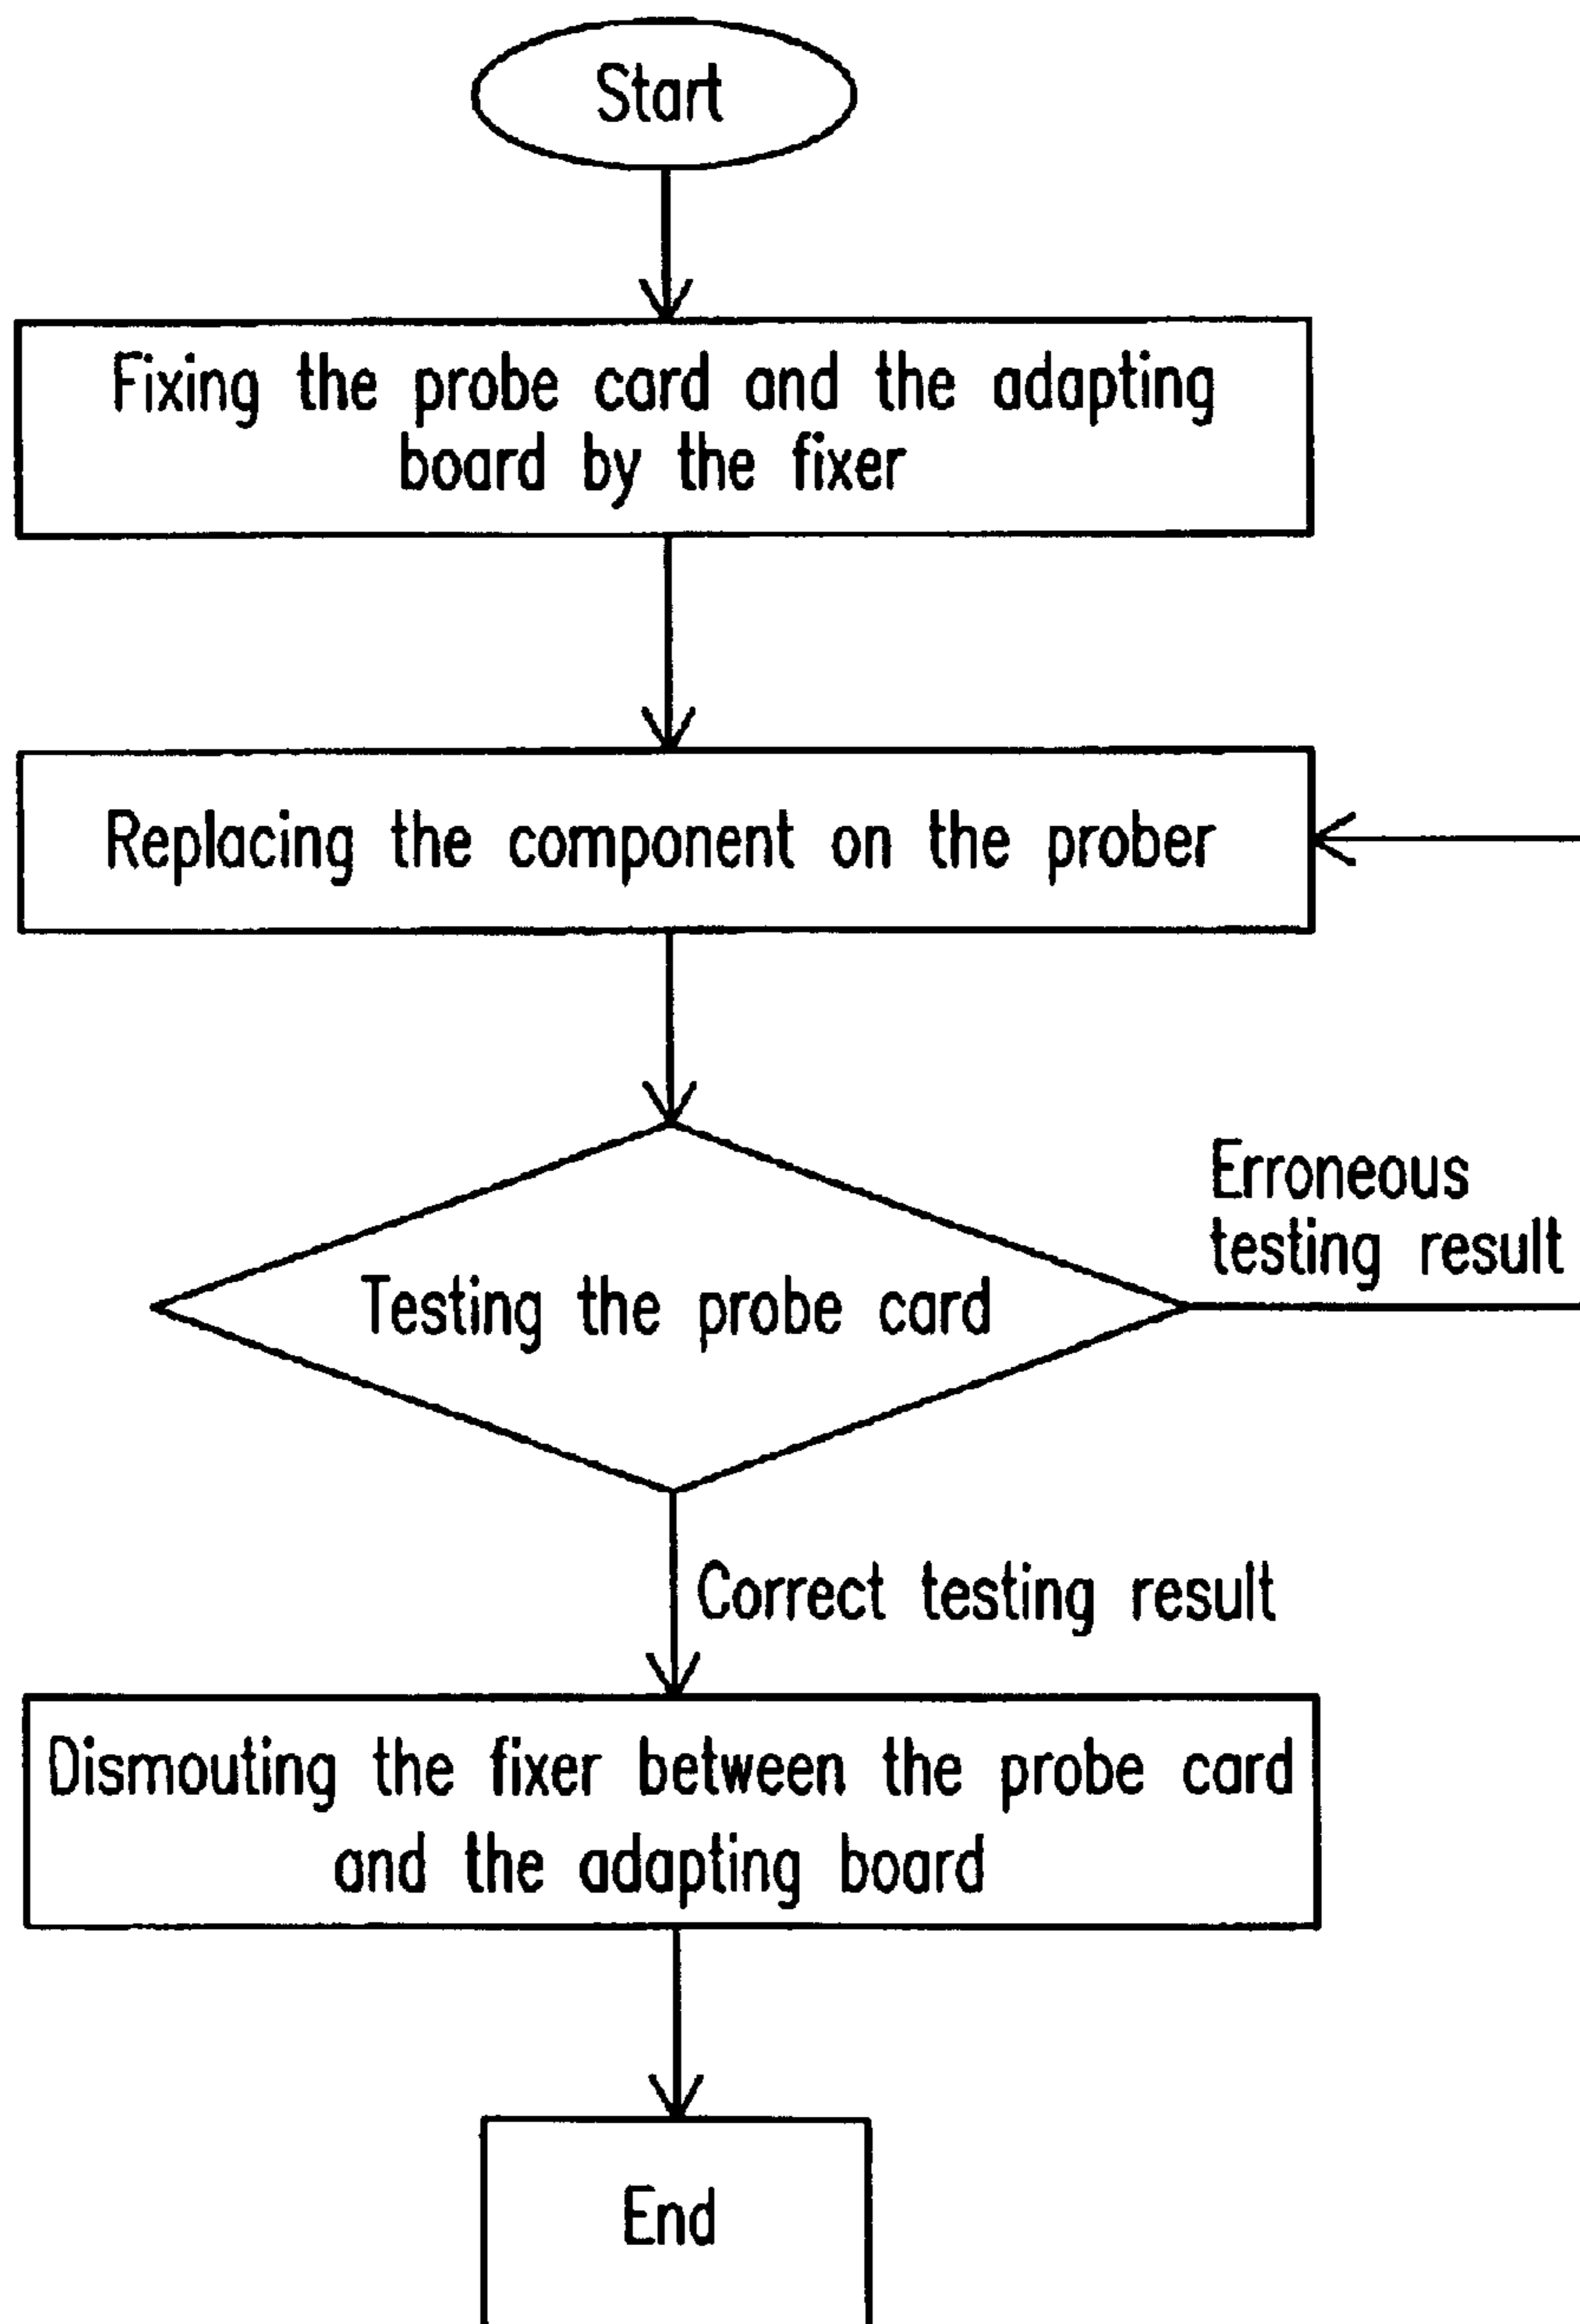 Start
Fixing the probe card and the adapting
board by the fixer
Replacing the component on the prober
Testing the probe card
Erroneous
testing result
Correct testing result
Dismouting the fixer between the probe card
and the adapting board
End